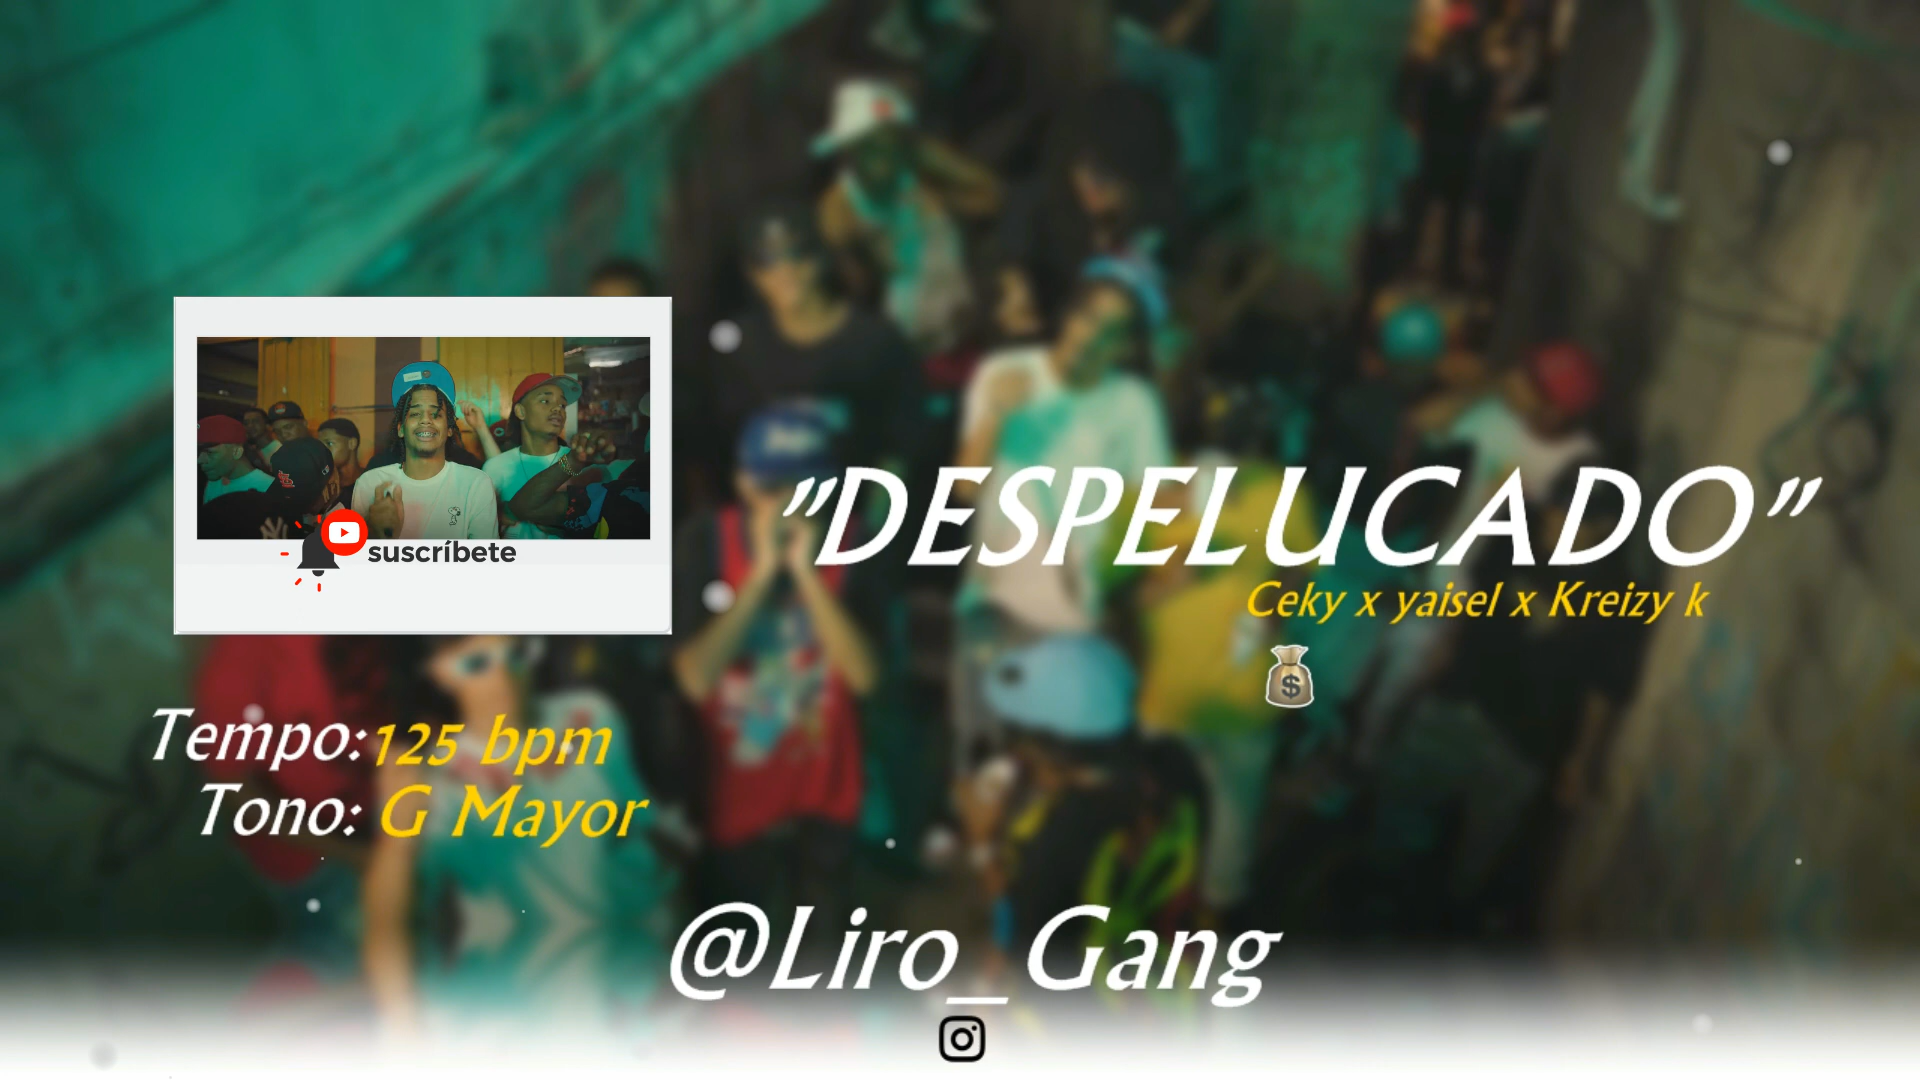 suscríbete
"DESPELUCADO"
Ceky x yaisel x Kreizy k
$
Tempo: 125 bpm
Tono: G Mayor
@Liro_Gang